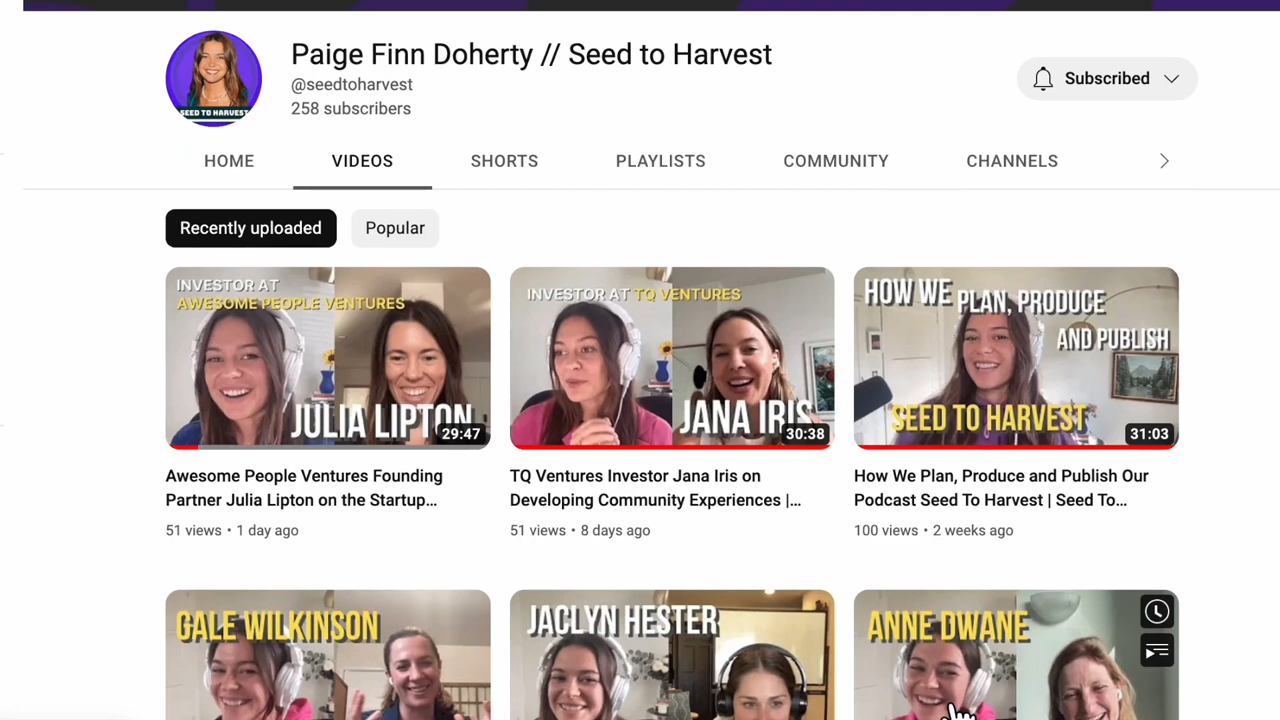 Paige Finn Doherty // Seed to Harvest
@seedtoharvest
258 subscribers
SEED TO HARVEST
Subscribed
HOME
VIDEOS
SHORTS
PLAYLISTS
COMMUNITY
CHANNELS
Recently uploaded
Popular
INVESTOR AT
AWESOME PEOPLE VENTURES
JULIA LIPTON
29:47
INVESTOR AT TQ VENTURES
JANA IRIS
30:38
HOW WE PLAN, PRODUCE
AND PUBLISH
SEED TO HARVEST
31:03
Awesome People Ventures Founding
Partner Julia Lipton on the Startup...
51 views • 1 day ago
TQ Ventures Investor Jana Iris on
Developing Community Experiences |...
51 views • 8 days ago
How We Plan, Produce and Publish Our
Podcast Seed To Harvest | Seed To...
100 views • 2 weeks ago
GALE WILKINSON
JACLYN HESTER
ANNE DWANE